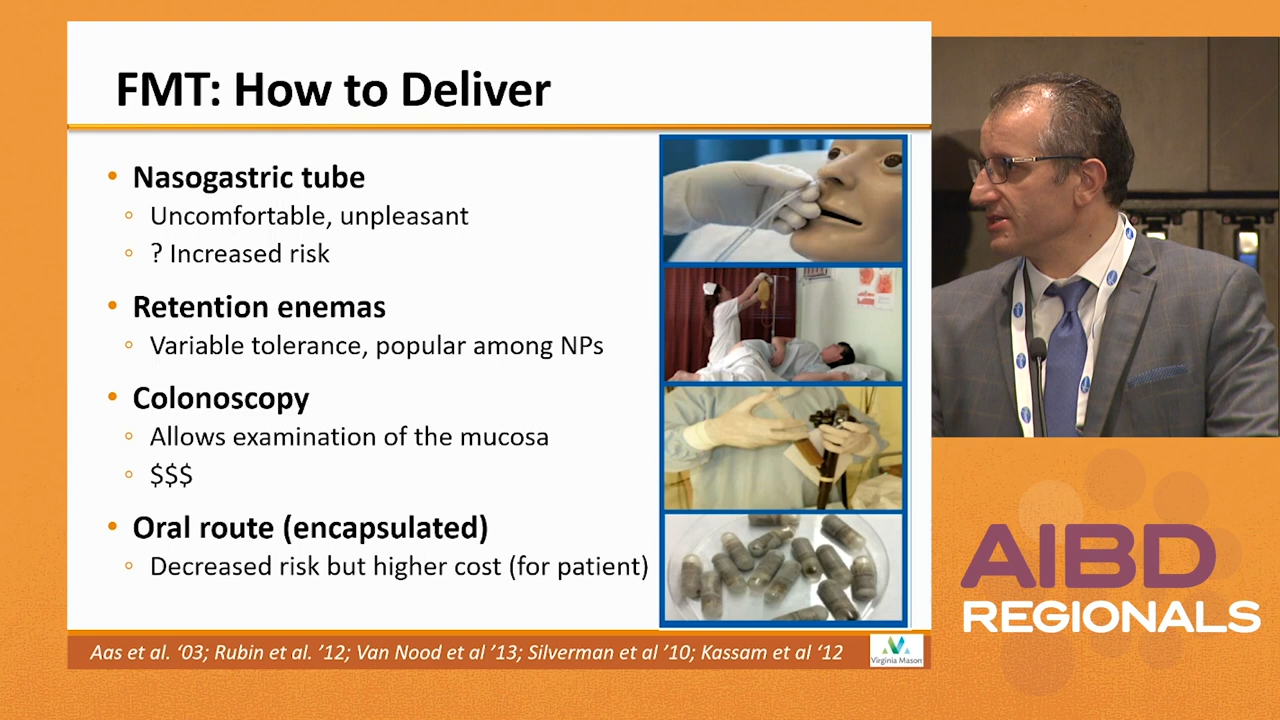 FMT: How to Deliver
• Nasogastric tube
◦ Uncomfortable, unpleasant
◦ ? Increased risk
• Retention enemas
◦ Variable tolerance, popular among NPs
• Colonoscopy
◦ Allows examination of the mucosa
◦ $$$
• Oral route (encapsulated)
◦ Decreased risk but higher cost (for patient)
Aas et al. ‘03; Rubin et al. ’12; Van Nood et al ’13; Silverman et al ’10; Kassam et al ‘12
Virginia Mason
AIBD
REGIONALS